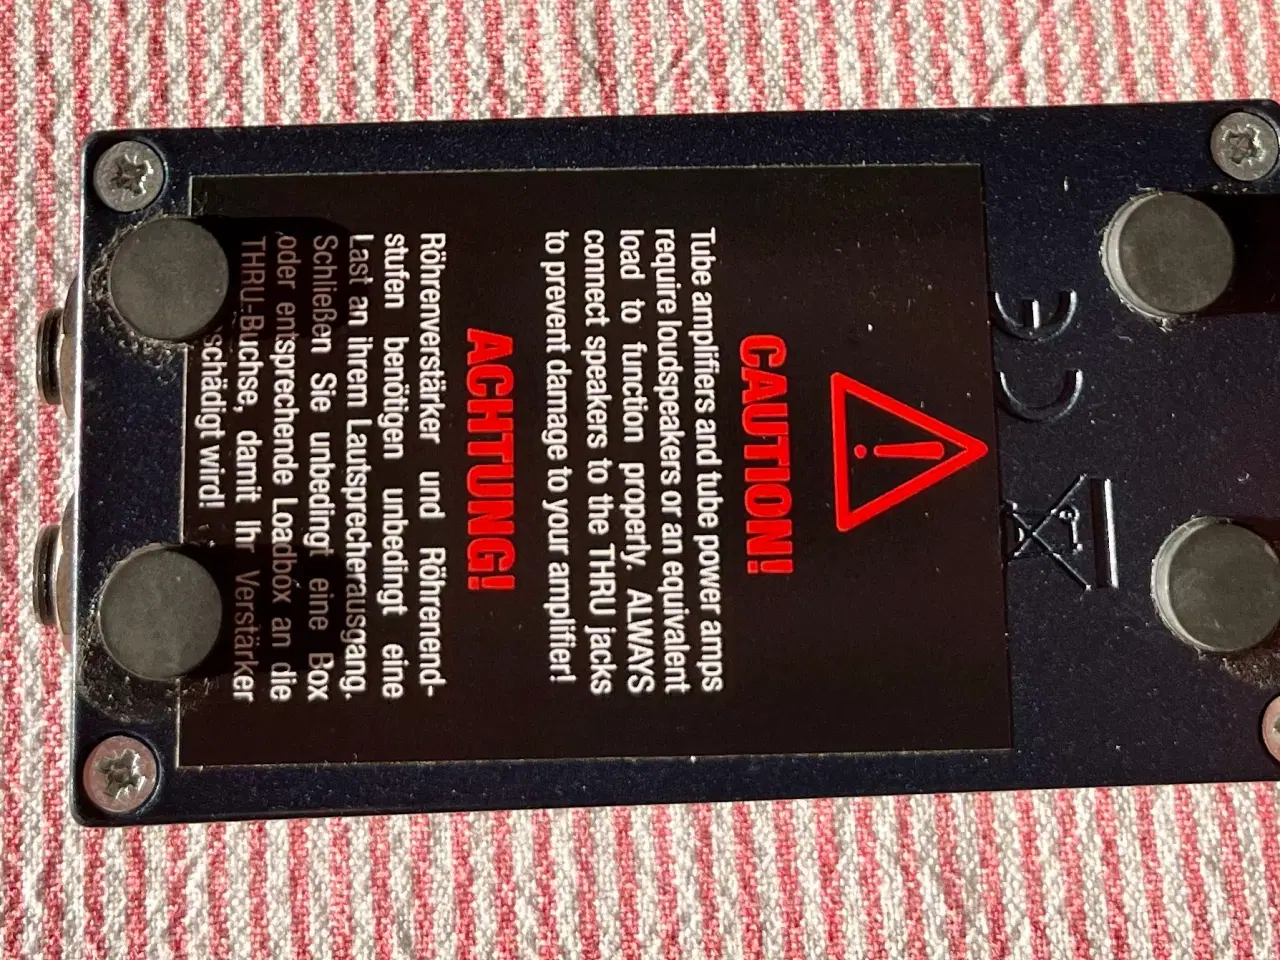 CE
CAUTION!
Tube amplifiers and tube power amps
require loudspeakers or an equivalent
load to function properly. ALWAYS
connect speakers to the THRU jacks
to prevent damage to your amplifier!
ACHTUNG!
Röhrenverstärker und Röhrenend-
stufen benötigen unbedingt eine
Last an ihrem Lautsprecherausgang.
Schließen Sie unbedingt eine Box
oder entsprechende Loadbox an die
THRU-Buchse, damit Ihr Verstärker
wird!